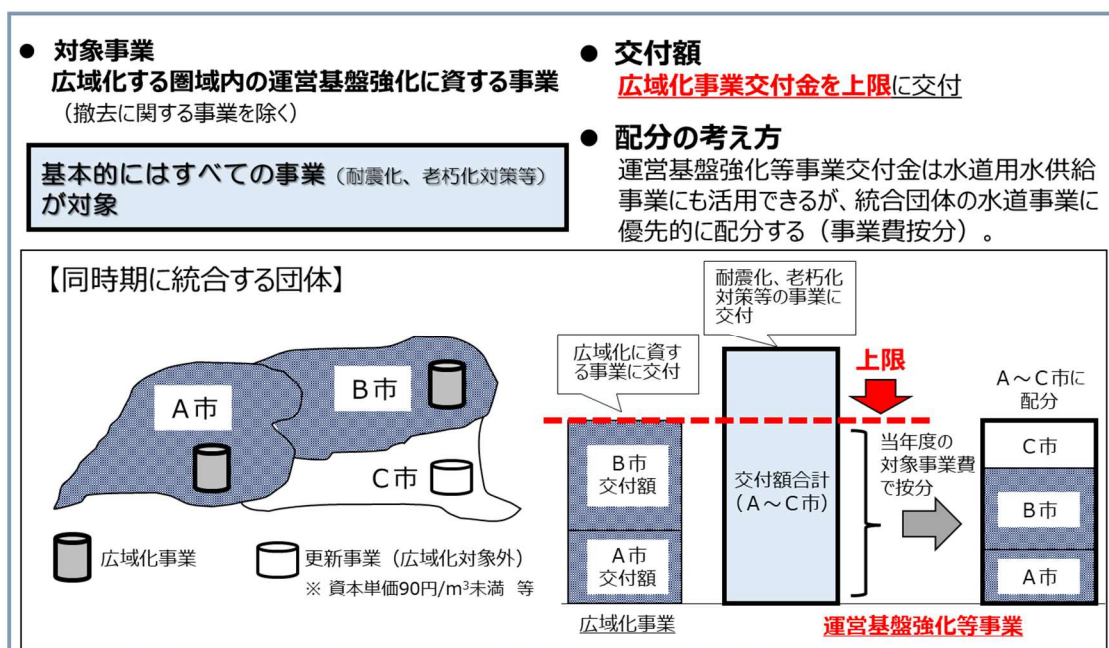 ● 対象事業
広域化する圏域内の運営基盤強化に資する事業
（撤去に関する事業を除く）
基本的にはすべての事業（耐震化、老朽化対策等）
が対象
● 交付額
広域化事業交付金を上限に交付
● 配分の考え方
運営基盤強化等事業交付金は水道用水供給
事業にも活用できるが、統合団体の水道事業に
優先的に配分する（事業費按分）。
【同時期に統合する団体】
A市
B市
C市
広域化事業
更新事業（広域化対象外）
※ 資本単価90円/m³未満 等
広域化に資す
る事業に交付
耐震化、老朽化
対策等の事業に
交付
上限
B市
交付額
A市
交付額
広域化事業
交付額合計
（A～C市）
当年度の
対象事業費
で按分
A～C市に
配分
C市
B市
A市
運営基盤強化等事業